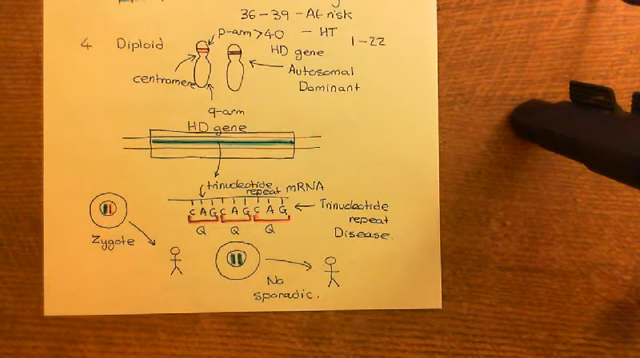 36-39 - At risk
p-arm >40 - HT
4 Diploid
HD gene 1-22
centromere
Autosomal
Dominant
q-arm
HD gene
trinucleotide
repeat mRNA
CAGCAGCAG
Trinucleotide
repeat
Disease.
Q Q Q
Zygote
No
sporadic.